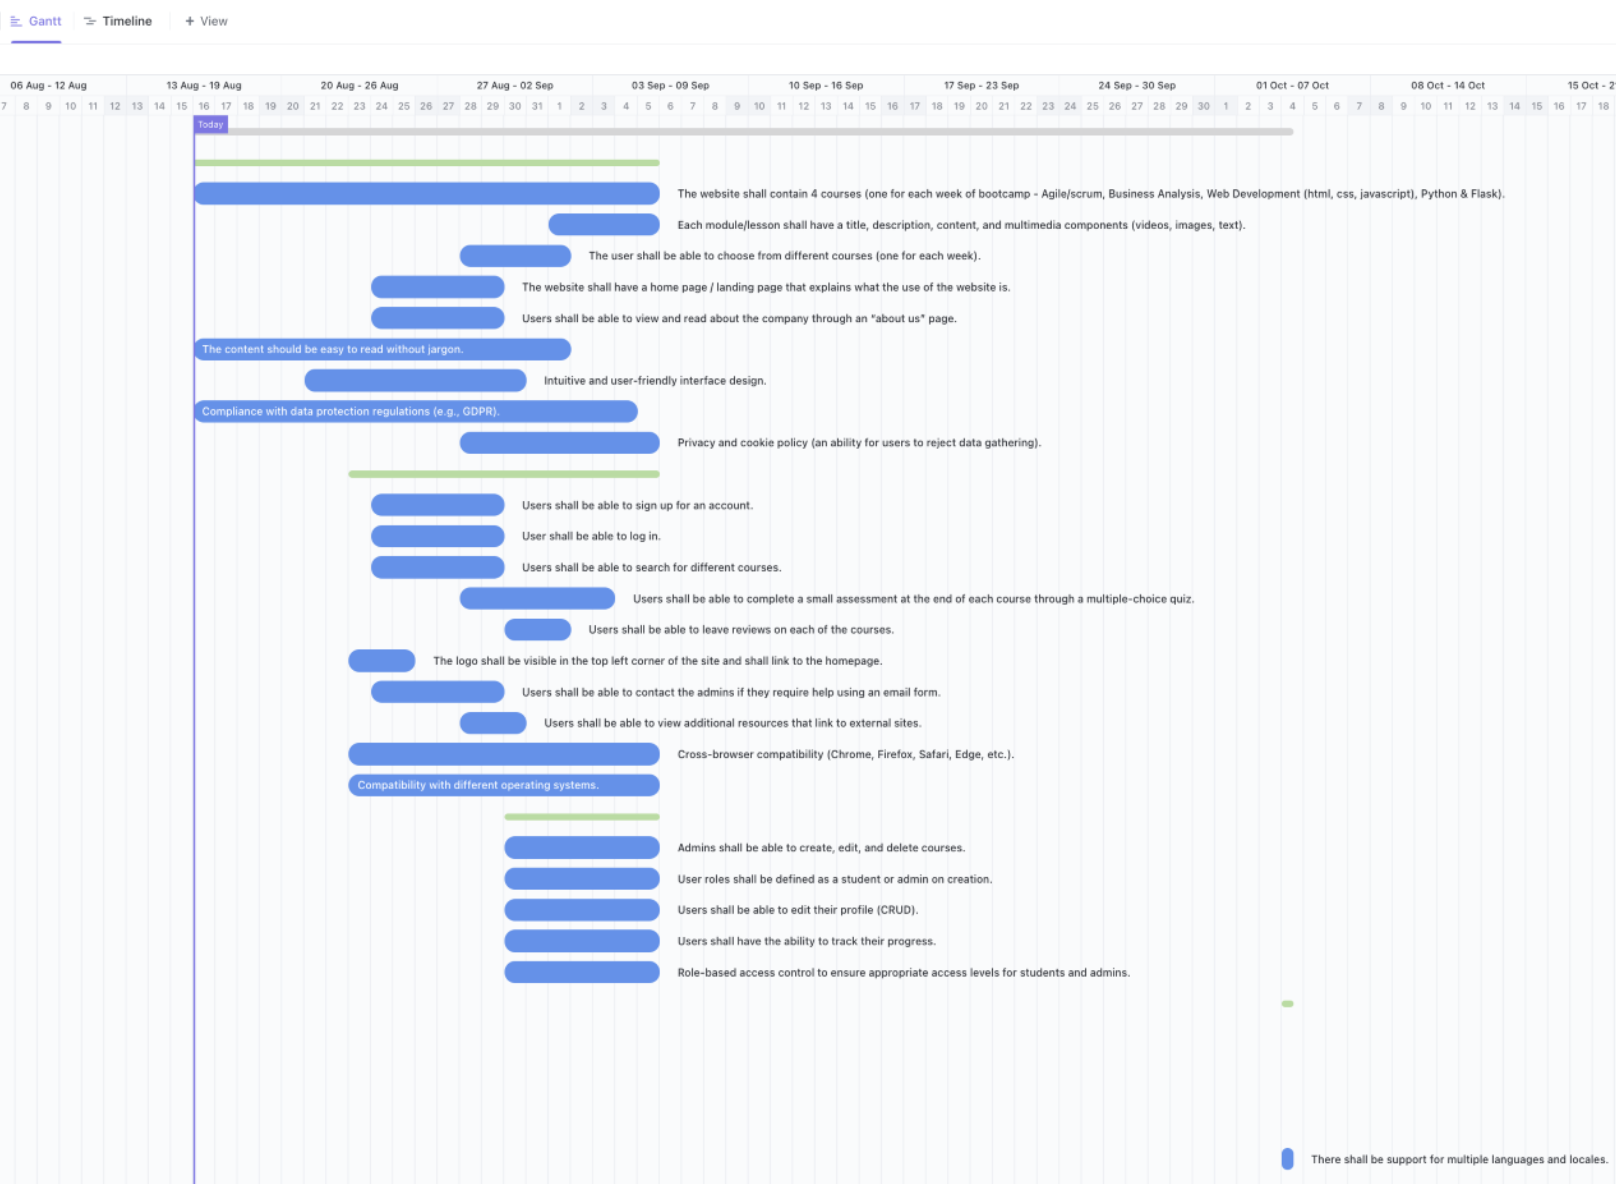 Gantt Timeline + View
06 Aug - 12 Aug 13 Aug - 19 Aug 20 Aug - 26 Aug 27 Aug - 02 Sep 03 Sep - 09 Sep 10 Sep - 16 Sep 17 Sep - 23 Sep 24 Sep - 30 Sep 01 Oct - 07 Oct 08 Oct - 14 Oct 15 Oct - 2
7 8 9 10 11 12 13 14 15 16 17 18 19 20 21 22 23 24 25 26 27 28 29 30 31 1 2 3 4 5 6 7 8 9 10 11 12 13 14 15 16 17 18 19 20 21 22 23 24 25 26 27 28 29 30 1 2 3 4 5 6 7 8 9 10 11 12 13 14 15 16 17 18
Today
The website shall contain 4 courses (one for each week of bootcamp - Agile/scrum, Business Analysis, Web Development (html, css, javascript), Python & Flask).
Each module/lesson shall have a title, description, content, and multimedia components (videos, images, text).
The user shall be able to choose from different courses (one for each week).
The website shall have a home page / landing page that explains what the use of the website is.
Users shall be able to view and read about the company through an "about us" page.
The content should be easy to read without jargon.
Intuitive and user-friendly interface design.
Compliance with data protection regulations (e.g., GDPR).
Privacy and cookie policy (an ability for users to reject data gathering).
Users shall be able to sign up for an account.
User shall be able to log in.
Users shall be able to search for different courses.
Users shall be able to complete a small assessment at the end of each course through a multiple-choice quiz.
Users shall be able to leave reviews on each of the courses.
The logo shall be visible in the top left corner of the site and shall link to the homepage.
Users shall be able to contact the admins if they require help using an email form.
Users shall be able to view additional resources that link to external sites.
Cross-browser compatibility (Chrome, Firefox, Safari, Edge, etc.).
Compatibility with different operating systems.
Admins shall be able to create, edit, and delete courses.
User roles shall be defined as a student or admin on creation.
Users shall be able to edit their profile (CRUD).
Users shall have the ability to track their progress.
Role-based access control to ensure appropriate access levels for students and admins.
There shall be support for multiple languages and locales.